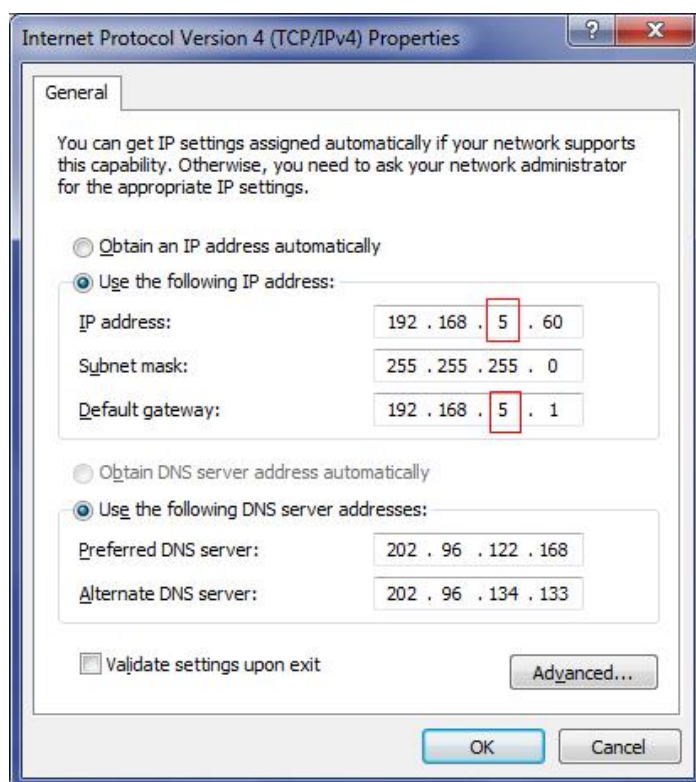 Internet Protocol Version 4 (TCP/IPv4) Properties
General
You can get IP settings assigned automatically if your network supports
this capability. Otherwise, you need to ask your network administrator
for the appropriate IP settings.
Obtain an IP address automatically
Use the following IP address:
IP address: 192 . 168 . 5 . 60
Subnet mask: 255 . 255 . 255 . 0
Default gateway: 192 . 168 . 5 . 1
Obtain DNS server address automatically
Use the following DNS server addresses:
Preferred DNS server: 202 . 96 . 122 . 168
Alternate DNS server: 202 . 96 . 134 . 133
Validate settings upon exit
Advanced...
OK Cancel